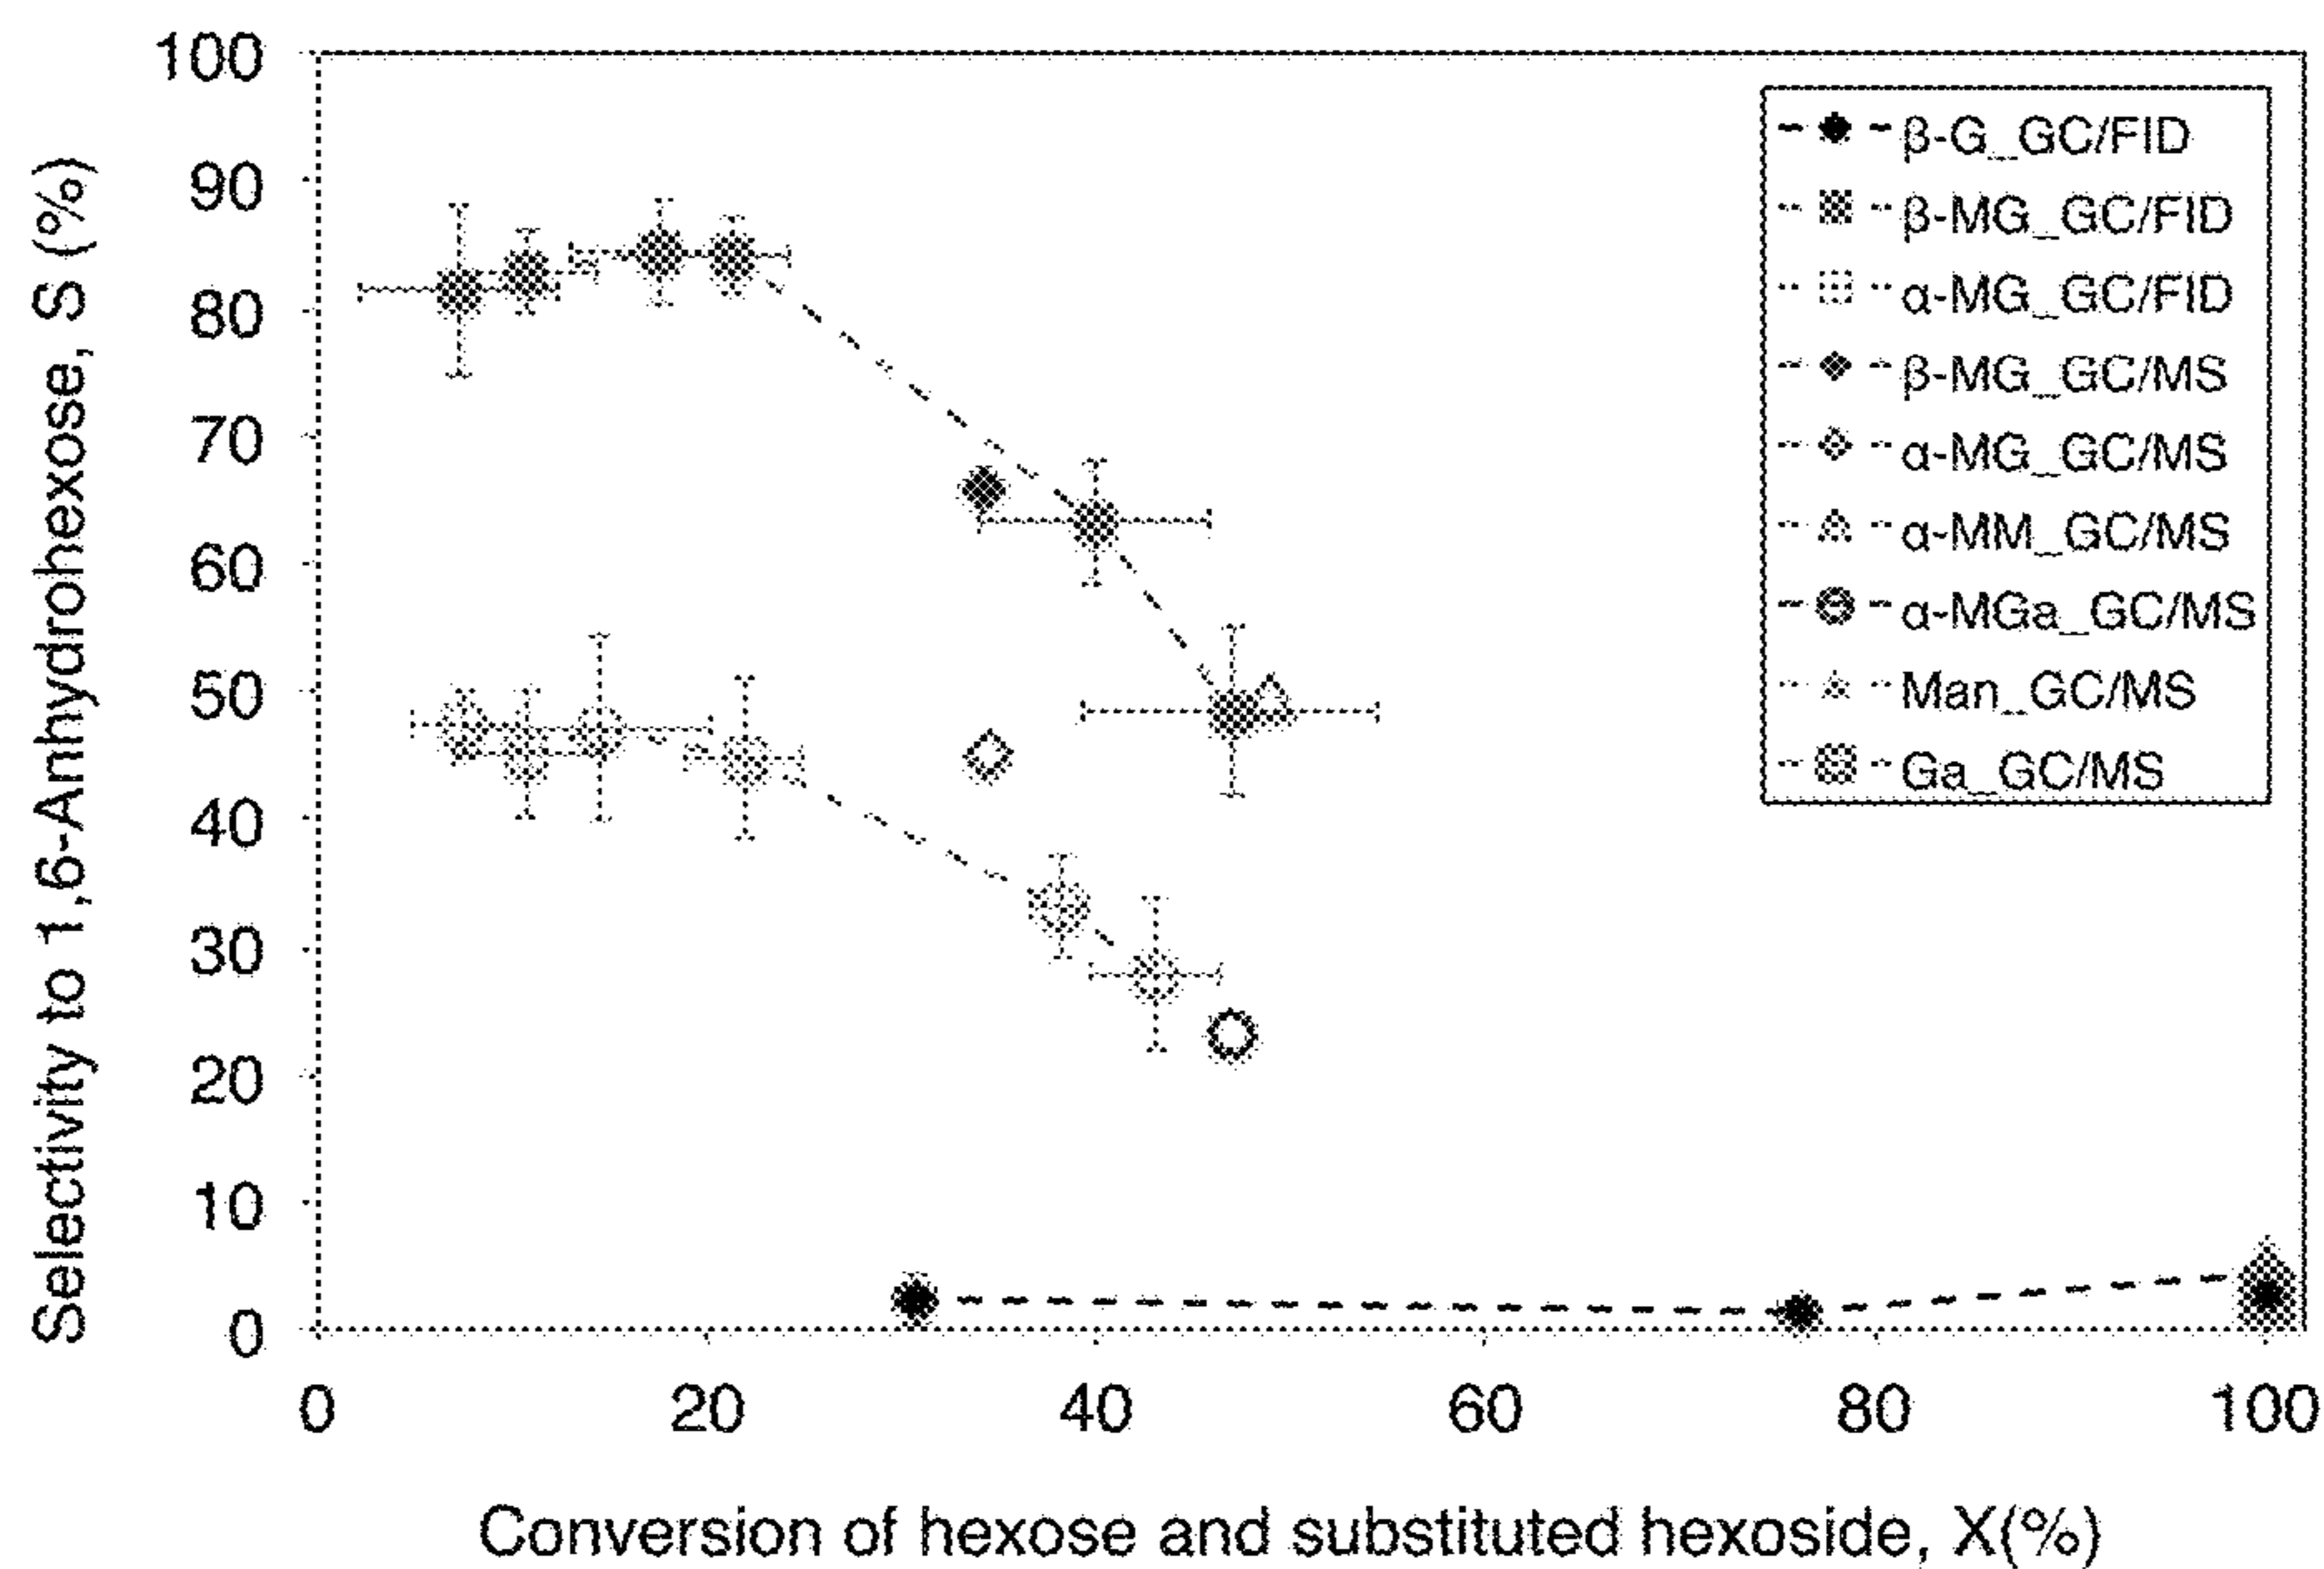 100
90
80
70
60
50
40
30
20
10
0
Selectivity to 1,6-Anhydrohexose, S (%)
β-G_GC/FID
β-MG_GC/FID
α-MG_GC/FID
β-MG_GC/MS
α-MG_GC/MS
α-MM_GC/MS
α-MGa_GC/MS
Man_GC/MS
Ga_GC/MS
0 20 40 60 80 100
Conversion of hexose and substituted hexoside, X(%)